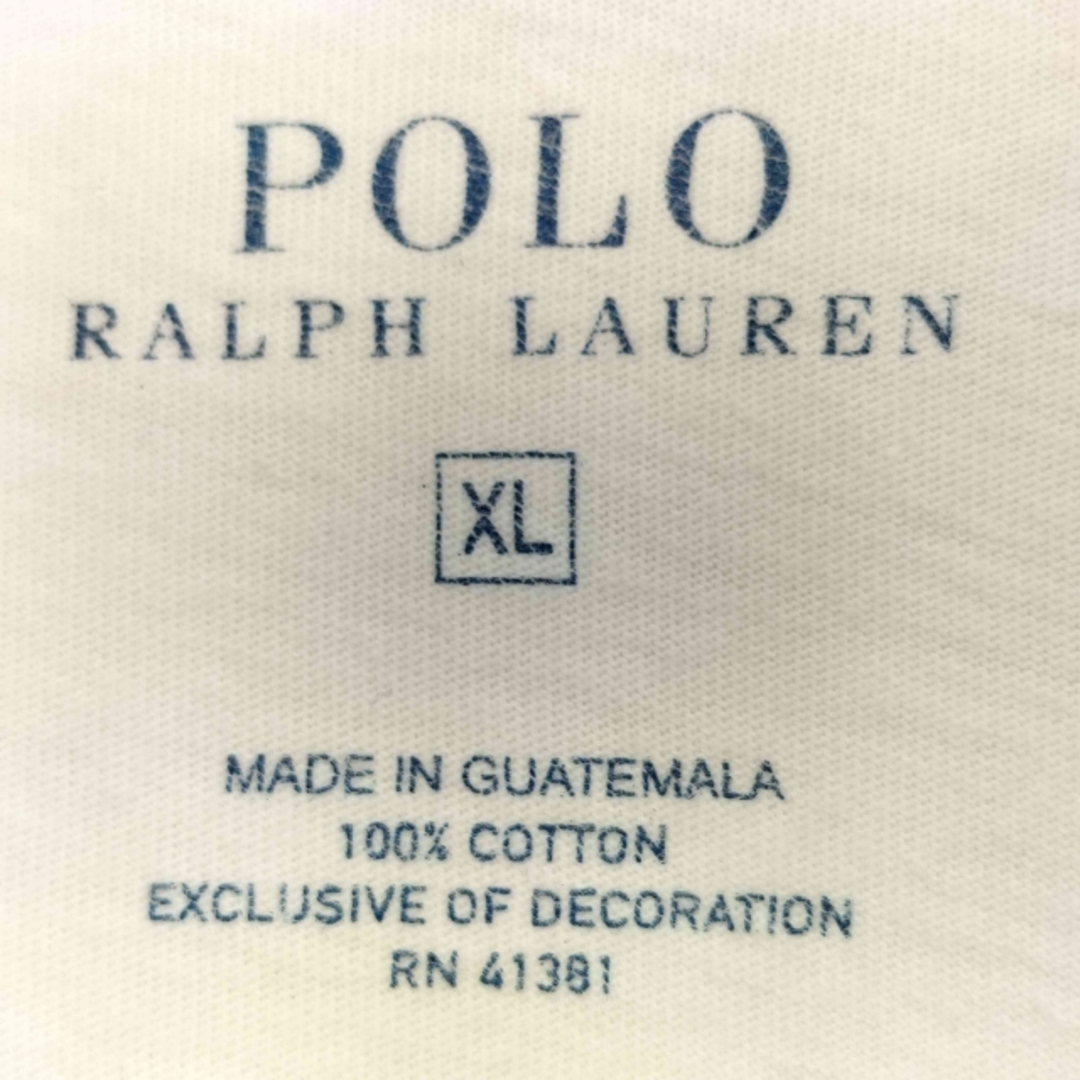 POLO
RALPH LAUREN
XL
MADE IN GUATEMALA
100% COTTON
EXCLUSIVE OF DECORATION
RN 41381